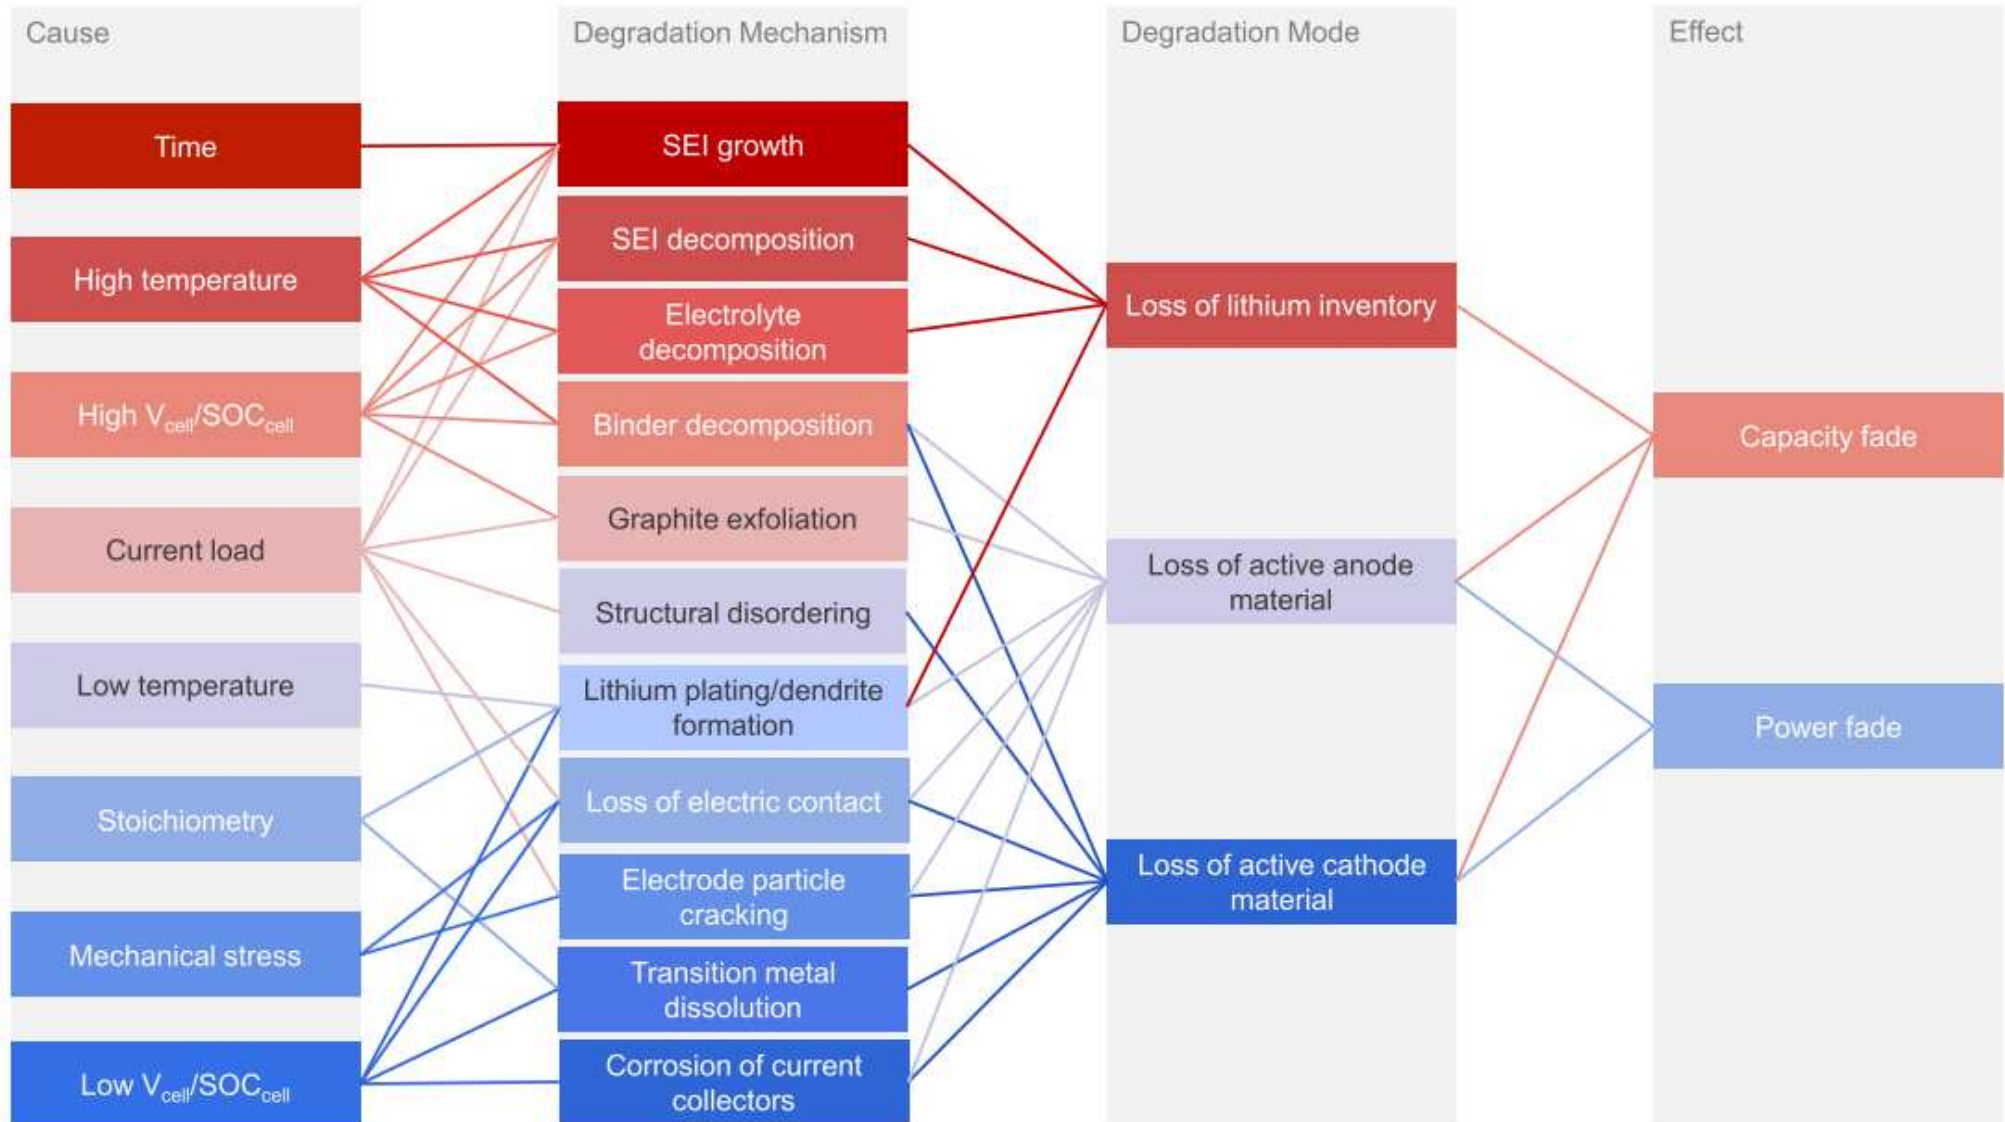 Cause
Time
High temperature
High Vcell/SOCcell
Current load
Low temperature
Stoichiometry
Mechanical stress
Low Vcell/SOCcell
Degradation Mechanism
SEI growth
SEI decomposition
Electrolyte
decomposition
Binder decomposition
Graphite exfoliation
Structural disordering
Lithium plating/dendrite
formation
Loss of electric contact
Electrode particle
cracking
Transition metal
dissolution
Corrosion of current
collectors
Degradation Mode
Loss of lithium inventory
Loss of active anode
material
Loss of active cathode
material
Effect
Capacity fade
Power fade